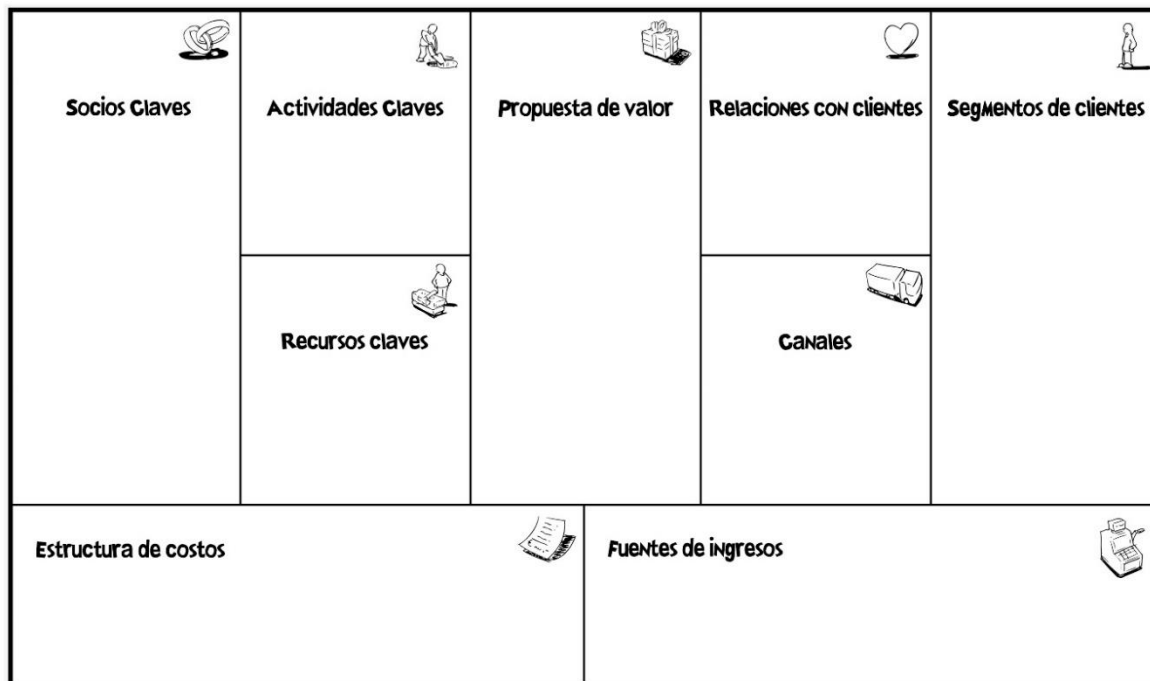 Socios Claves
Actividades Claves
Propuesta de valor
Relaciones con clientes
Segmentos de clientes
Recursos claves
Canales
Estructura de costos
Fuentes de ingresos